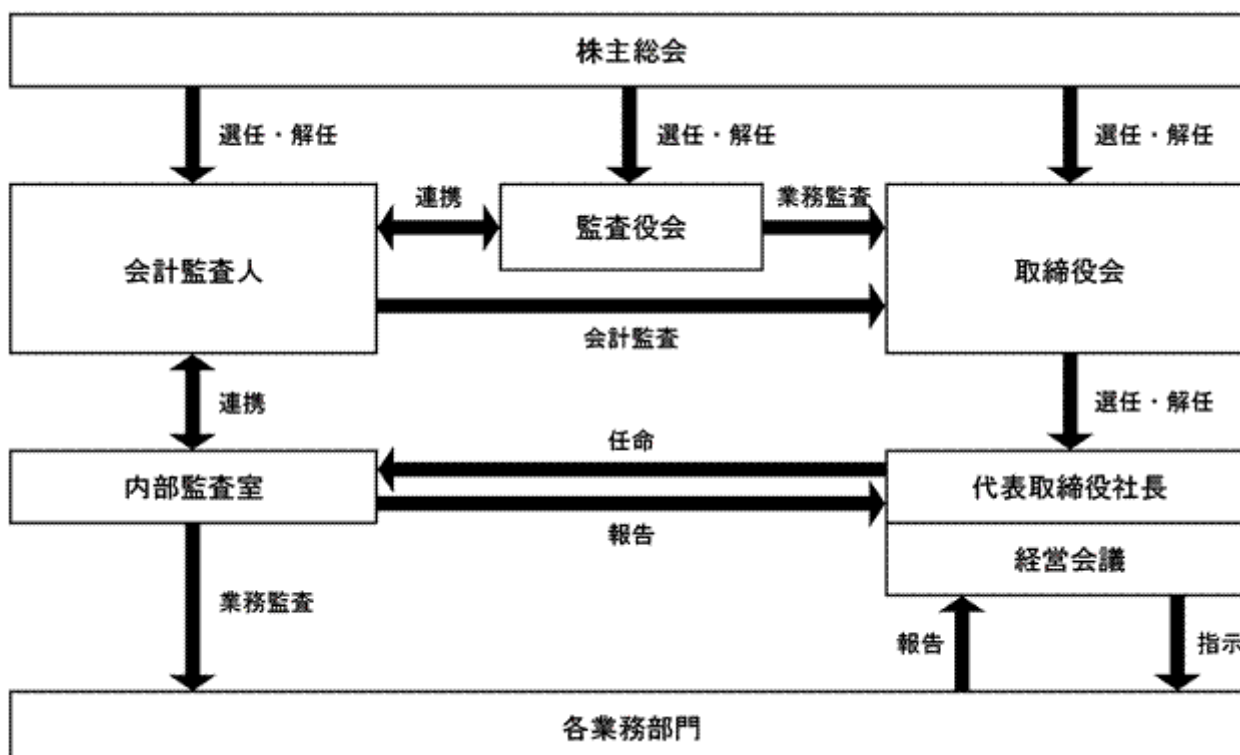 株主総会
選任・解任
選任・解任
選任・解任
会計監査人
連携
監査役会
業務監査
取締役会
会計監査
連携
選任・解任
内部監査室
任命
報告
代表取締役社長
経営会議
業務監査
報告
指示
各業務部門